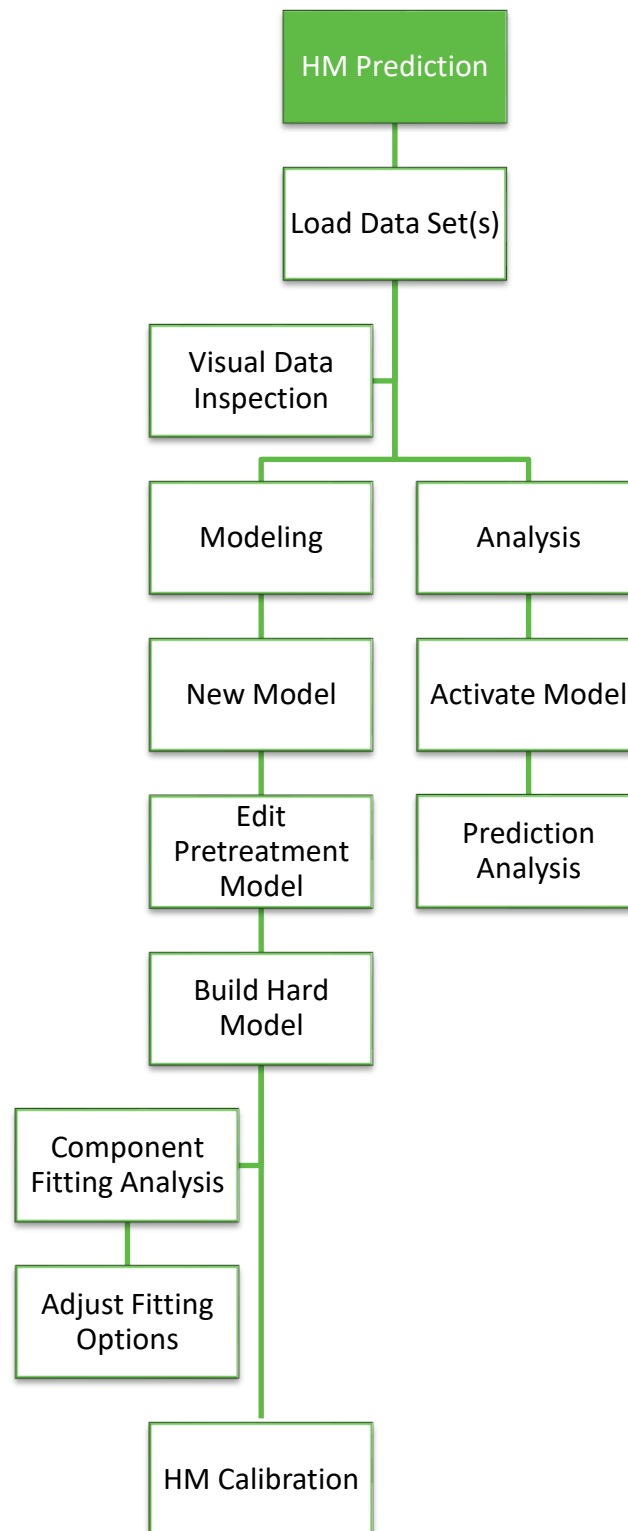 HM Prediction
Load Data Set(s)
Visual Data
Inspection
Modeling
Analysis
New Model
Activate Model
Edit
Pretreatment
Model
Prediction
Analysis
Build Hard
Model
Component
Fitting Analysis
Adjust Fitting
Options
HM Calibration